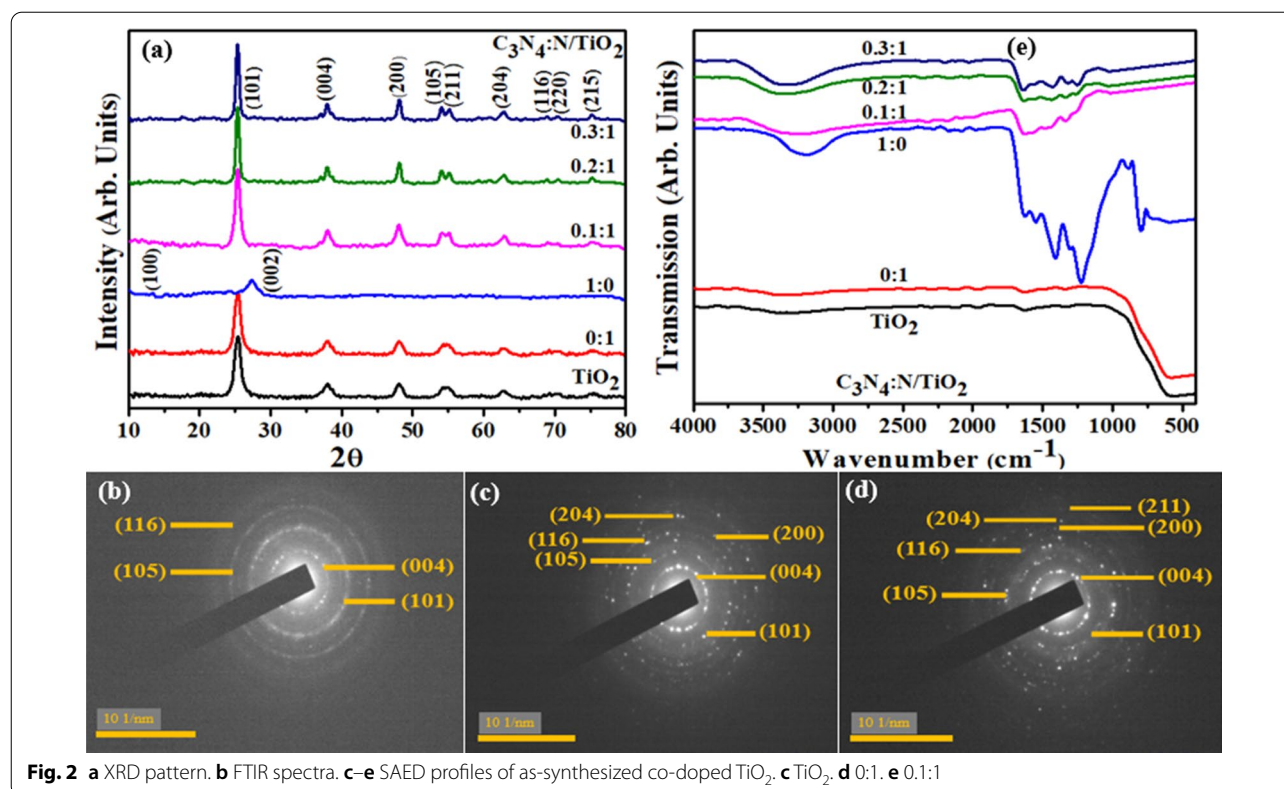 (a)
C₃N₄:N/TiO₂
(101)
(004)
(200)
(105)
(211)
(204)
(116)
(220)
(215)
0.3:1
0.2:1
0.1:1
(100)
(002)
1:0
0:1
TiO₂
Intensity (Arb. Units)
10 20 30 40 50 60 70 80
2θ
(e)
0.3:1
0.2:1
0.1:1
1:0
0:1
TiO₂
C₃N₄:N/TiO₂
Transmission (Arb. Units)
4000 3500 3000 2500 2000 1500 1000 500
Wavenumber (cm⁻¹)
(b)
(116)
(105)
(004)
(101)
10 1/nm
(c)
(204)
(116)
(105)
(200)
(004)
(101)
10 1/nm
(d)
(211)
(204)
(200)
(116)
(004)
(105)
(101)
10 1/nm
Fig. 2 a XRD pattern. b FTIR spectra. c–e SAED profiles of as-synthesized co-doped TiO₂. c TiO₂. d 0:1. e 0.1:1